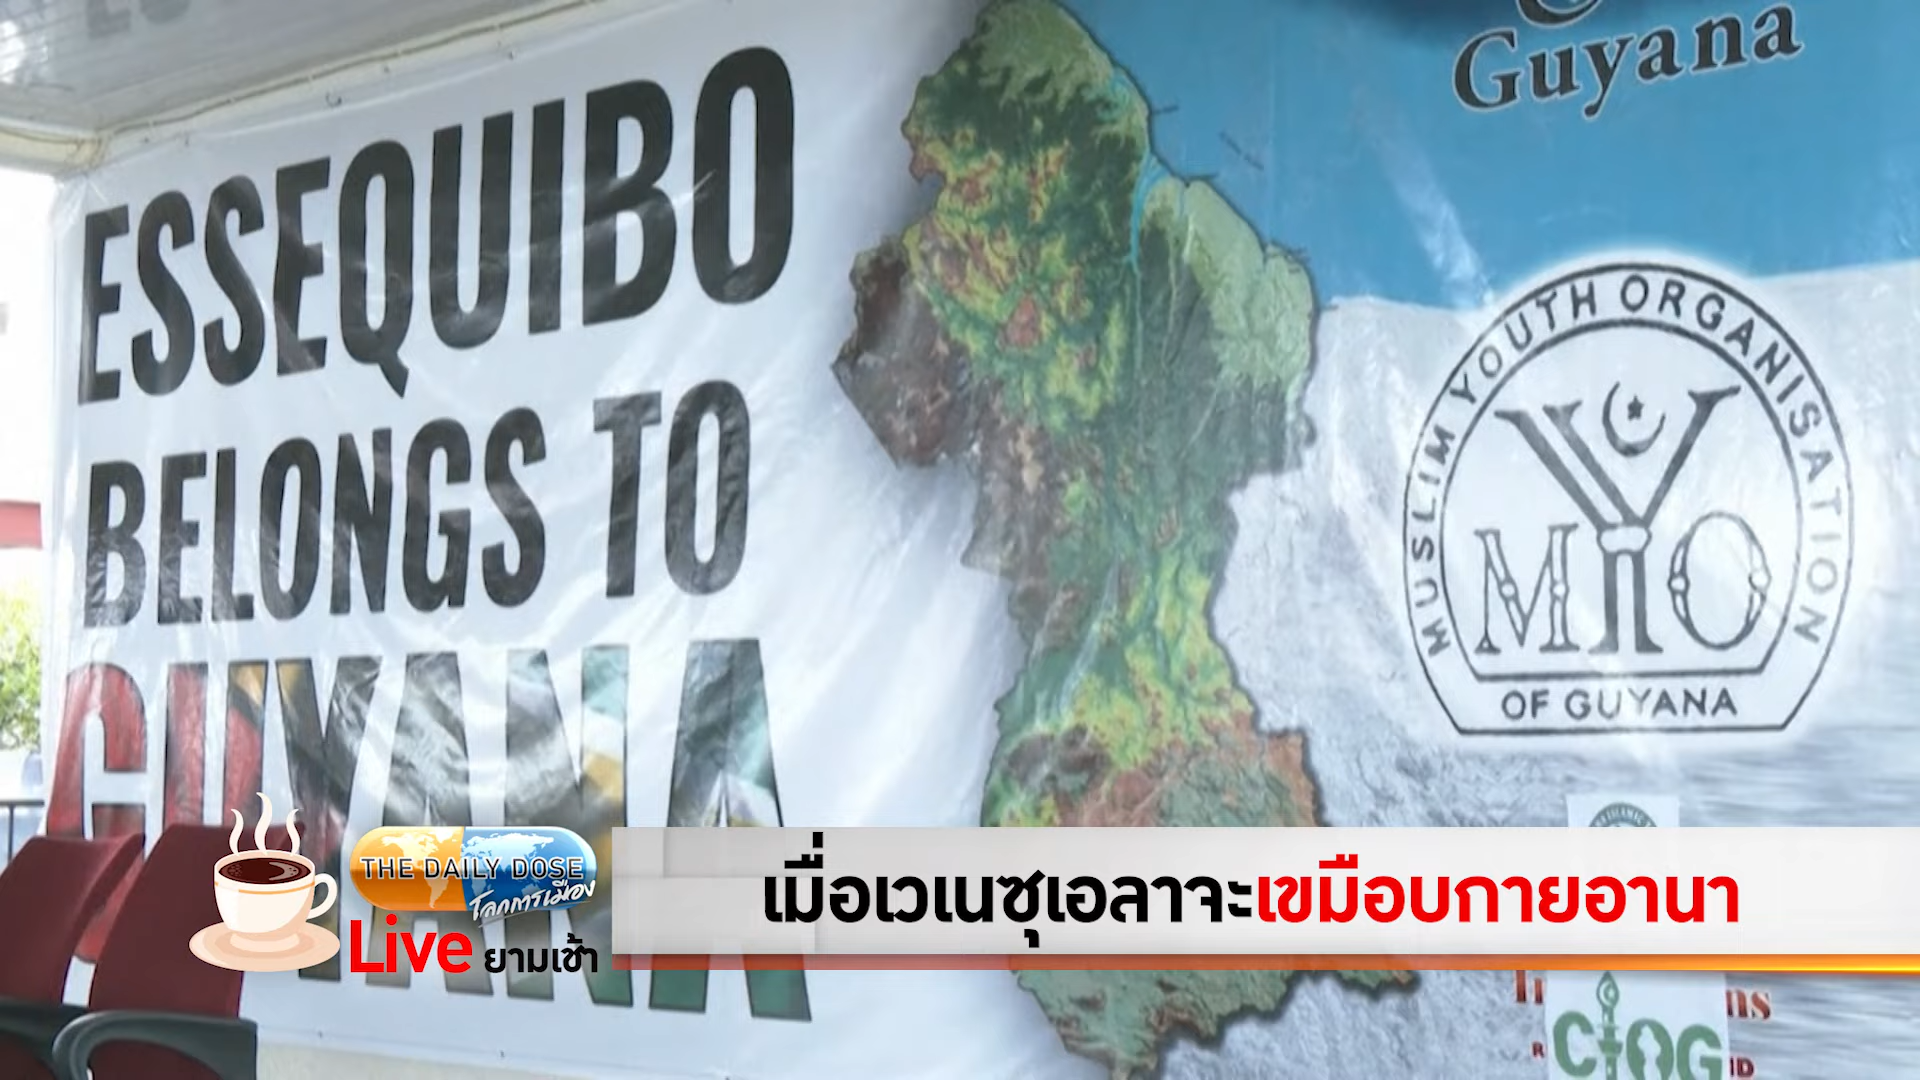 ESSEQUIBO
BELONGS TO
GUYANA
Guyana
MUSLIM YOUTH ORGANISATION
MYO
OF GUYANA
THE DAILY DOSE
โลกการเมือง
Live ยามเช้า
เมื่อเวเนซุเอลาจะเขมือบกายอานา
CIOG